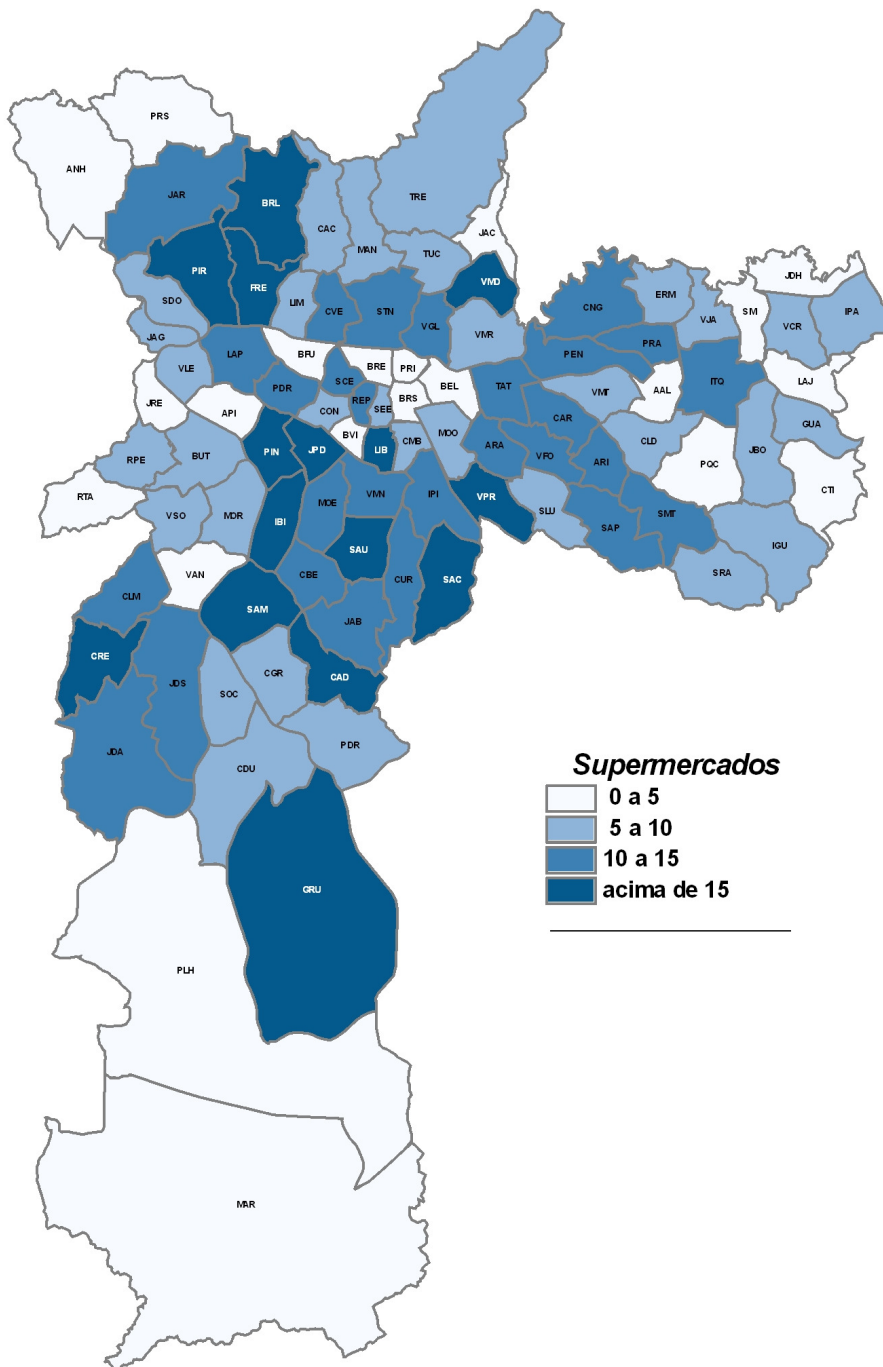 PRS
ANH
JAR
BRL
TRE
CAC
MAN
JAC
TUC
PIR
FRE
VMD
JDH
SDO
LIM
CVE
STN
CNG
ERM
VJA
SM
VCR
IPA
JAG
VGL
VMR
LAP
BFU
PRA
PEN
VLE
BRE
PRI
SCE
BEL
TAT
AAL
ITQ
LAJ
JRE
API
PDR
REP
SEE
BRS
VMT
CON
CAR
GUA
BVI
MOO
RPE
BUT
PIN
JPD
LIB
CMB
ARA
VFO
ARI
CLD
JBO
PQC
CTI
RTA
VSO
MDR
IBI
MOE
VMN
IPI
VPR
SLU
SAP
SMT
IGU
SAU
SRA
VAN
CBE
CUR
SAC
CLM
SAM
JAB
CRE
JDS
SOC
CGR
CAD
JDA
CDU
PDR
Supermercados
0 a 5
5 a 10
10 a 15
acima de 15
GRU
PLH
MAR